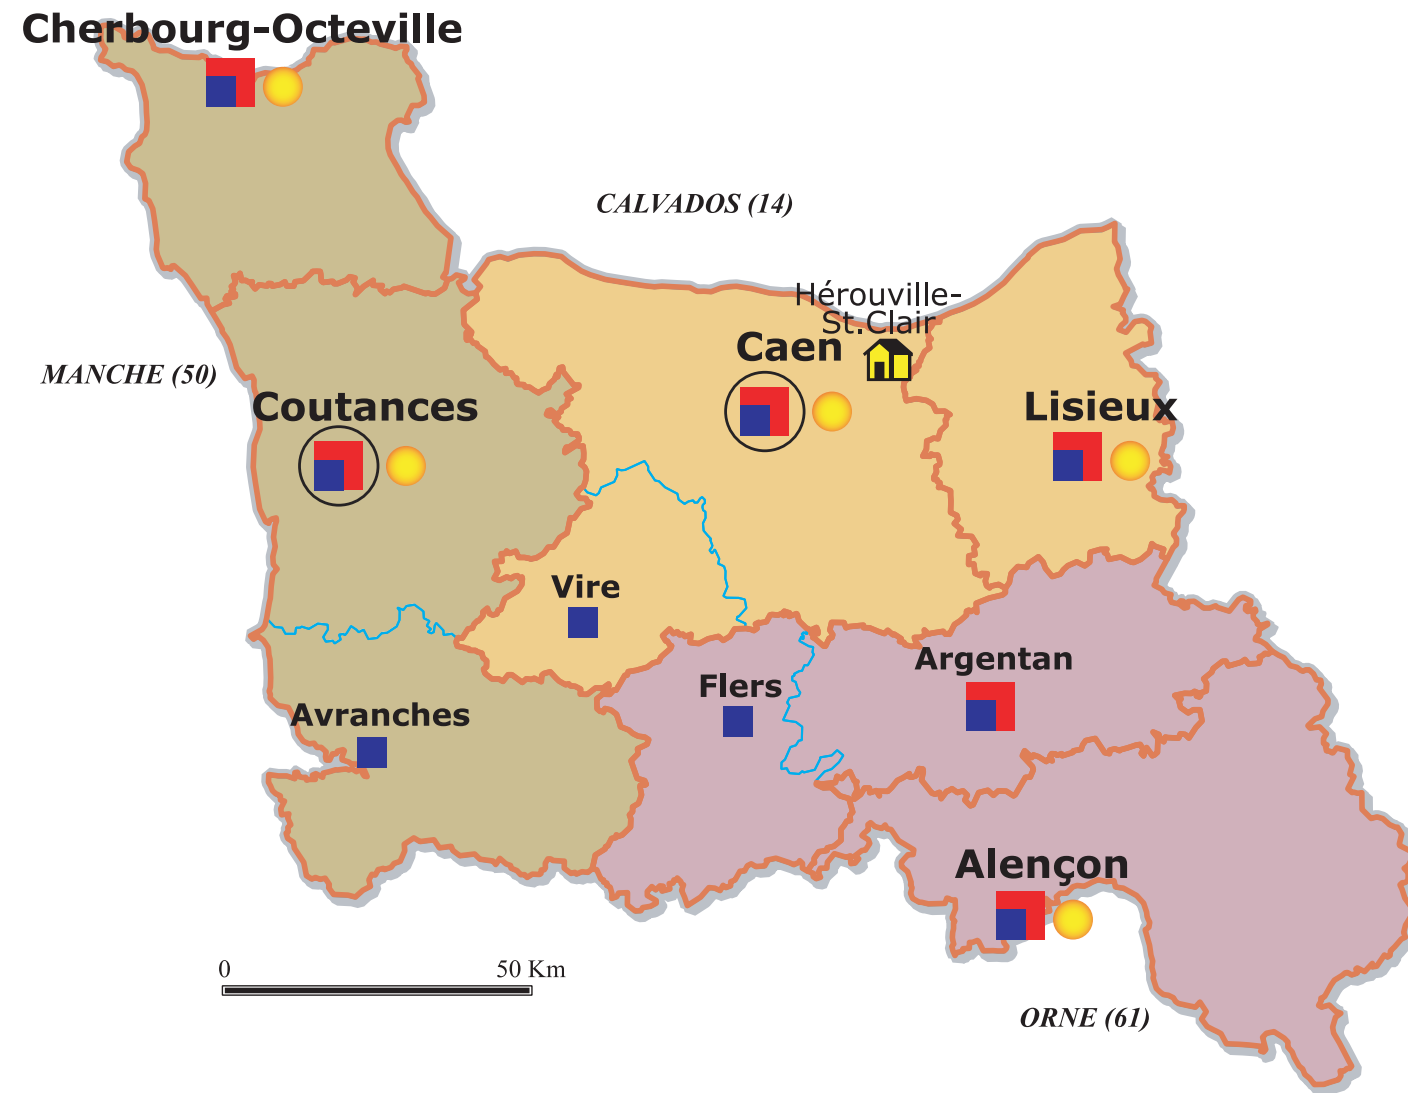 Cherbourg-Octeville
CALVADOS (14)
Hérouville-
St.Clair
Caen
MANCHE (50)
Coutances
Lisieux
Vire
Argentan
Flers
Avranches
Alençon
0 50 Km
ORNE (61)